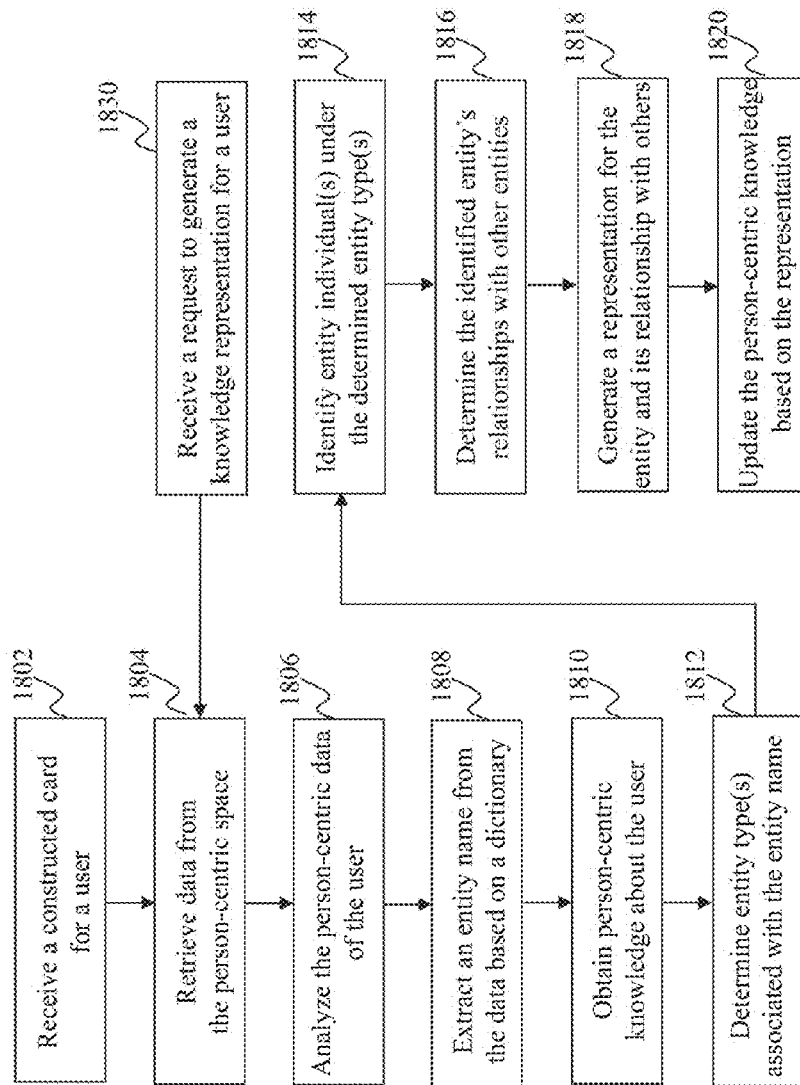 Receive a constructed card
for a user
1802
Retrieve data from
the person-centric space
1804
Analyze the person-centric data
of the user
1806
Extract an entity name from
the data based on a dictionary
1808
Obtain person-centric
knowledge about the user
1810
Determine entity type(s)
associated with the entity name
1812
Receive a request to generate a
knowledge representation for a user
1830
Identify entity individual(s) under
the determined entity type(s)
1814
Determine the identified entity's
relationships with other entities
1816
Generate a representation for the
entity and its relationship with others
1818
Update the person-centric knowledge
based on the representation
1820